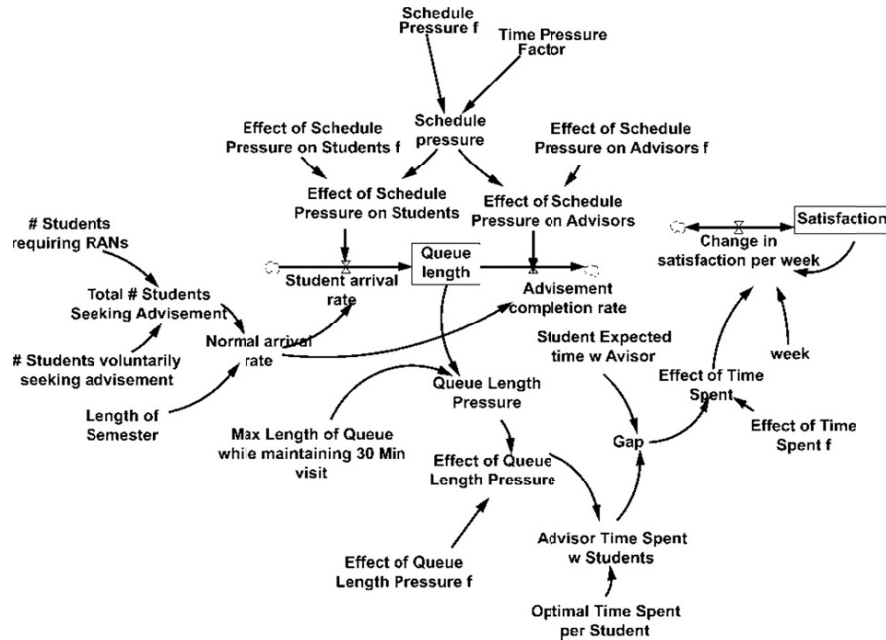 Schedule
Pressure f
Time Pressure
Factor
Schedule
pressure
Effect of Schedule
Pressure on Students f
Effect of Schedule
Pressure on Advisors f
Effect of Schedule
Pressure on Students
Effect of Schedule
Pressure on Advisors
# Students
requiring RANs
Satisfaction
Change in
satisfaction per week
Queue
length
Student arrival
rate
Advisement
completion rate
Total # Students
Seeking Advisement
Normal arrival
rate
# Students voluntarily
seeking advisement
Length of
Semester
Student Expected
time w Avisor
week
Queue Length
Pressure
Effect of Time
Spent
Max Length of Queue
while maintaining 30 Min
visit
Gap
Effect of Time
Spent f
Effect of Queue
Length Pressure
Advisor Time Spent
w Students
Effect of Queue
Length Pressure f
Optimal Time Spent
per Student